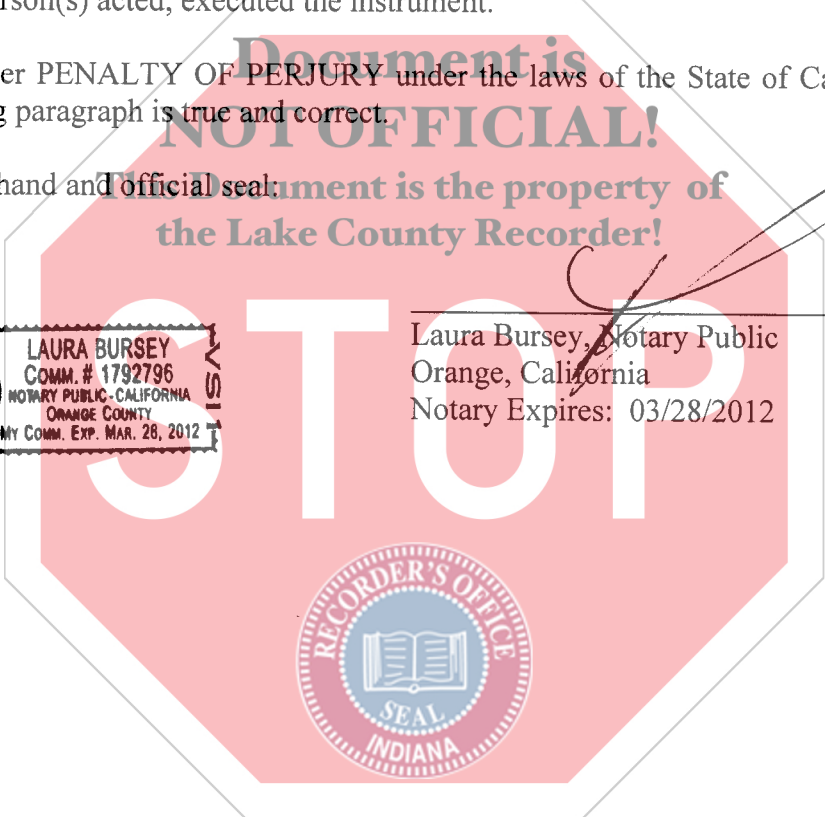 rson(s) acted, executed the instrument.
Document is
er PENALTY OF PERJURY under the laws of the State of Ca
NOT OFFICIAL!
g paragraph is true and correct.
This Document is the property of
hand and official seal:
the Lake County Recorder!
STOP
LAURA BURSEY
COMM. # 1792796
NOTARY PUBLIC - CALIFORNIA
ORANGE COUNTY
MY COMM. EXP. MAR. 28, 2012
Laura Bursey, Notary Public
Orange, California
Notary Expires: 03/28/2012
RECORDER'S OFFICE
SEAL
INDIANA